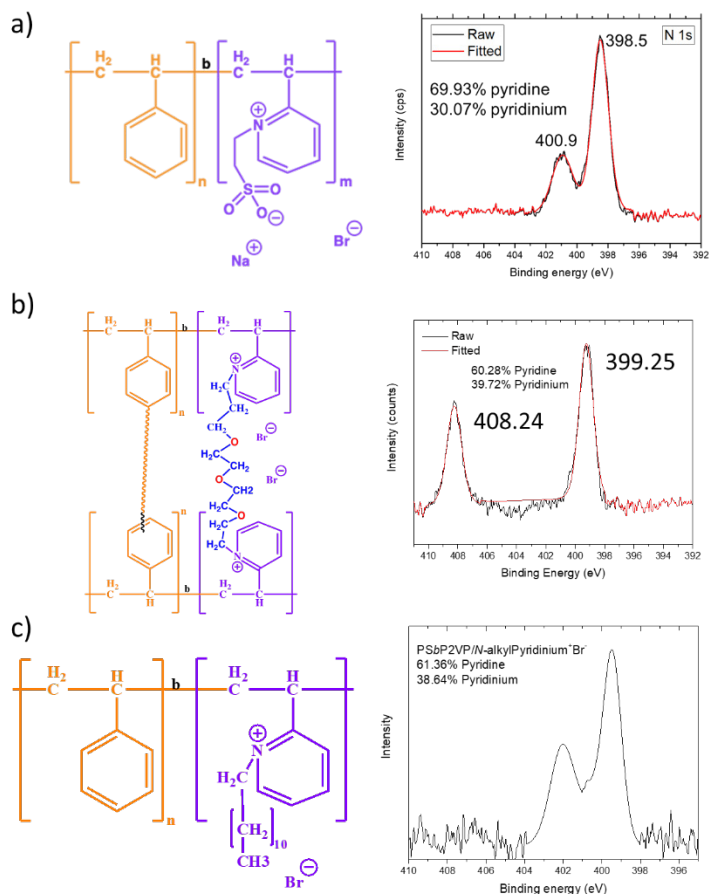 a)
H₂
C
H
C
b
H₂
C
H
C
n
N
+
m
O
S
O
O
⊖
Na⊕
Br⊖
Raw
Fitted
N 1s
398.5
69.93% pyridine
30.07% pyridinium
400.9
Intensity (cps)
410 408 406 404 402 400 398 396 394 392
Binding energy (eV)
b)
H₂
C
H
C
b
H₂
C
H
C
n
N
+
H₂C
CH₂
CH₂
O
Br⊖
H₂C
CH₂
O
Br⊖
H₂C
CH2
H₂C
O
n
H₂C
CH₂
N
+
C
H₂
C
H
b
C
H₂
C
H
Raw
Fitted
60.28% Pyridine
39.72% Pyridinium
399.25
408.24
Intensity (counts)
410 408 406 404 402 400 398 396 394 392
Binding Energy (eV)
c)
H₂
C
H
C
b
H₂
C
H
C
n
N
+
H₂C
CH₂
10
CH3
Br⊖
PSbP2VP/N-alkylPyridinium⁺Br⁻
61.36% Pyridine
38.64% Pyridinium
Intensity
408 405 402 399 396
Binding energy (eV)